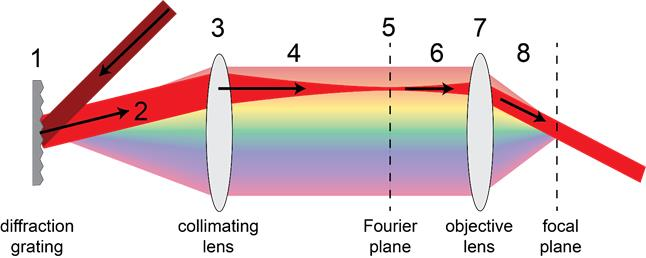 1
2
3
4
5
6
7
8
diffraction
grating
collimating
lens
Fourier
plane
objective
lens
focal
plane